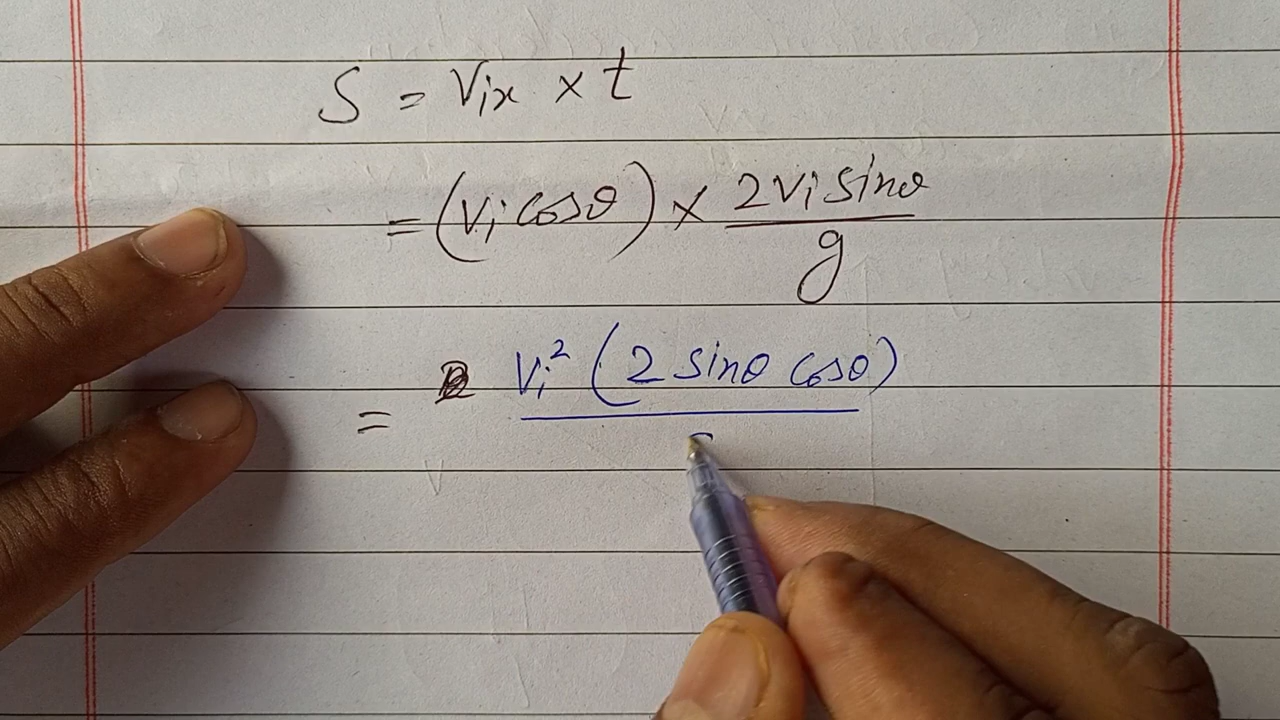 S = Vix × t
= (Vi cosθ) × 2Vi sinθ / g
= Vi² (2 sinθ cosθ)